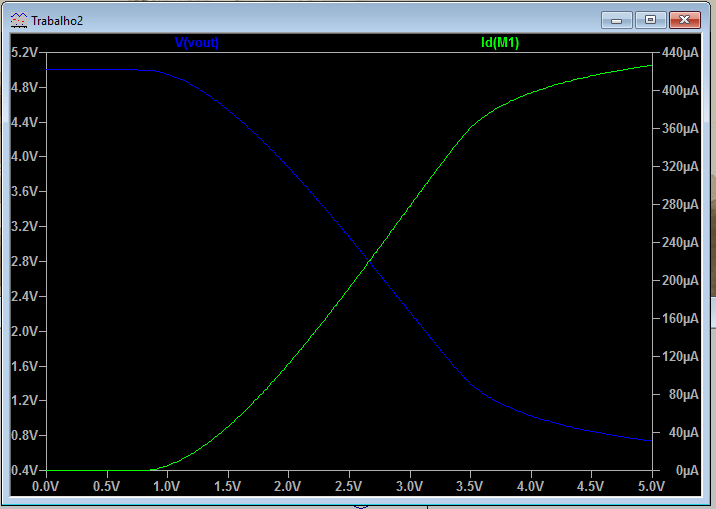 Trabalho2
V(vout) Id(M1)
5.2V 440µA
4.8V 400µA
4.4V 360µA
4.0V 320µA
3.6V 280µA
3.2V 240µA
2.8V 200µA
2.4V 160µA
2.0V 120µA
1.6V 80µA
1.2V 40µA
0.8V 0µA
0.4V
0.0V 0.5V 1.0V 1.5V 2.0V 2.5V 3.0V 3.5V 4.0V 4.5V 5.0V